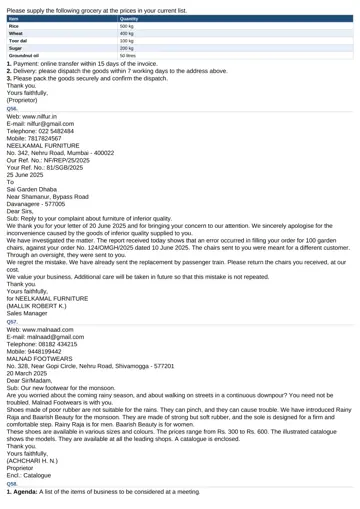 Please supply the following grocery at the prices in your current list.
Item Quantity
Rice 500 kg
Wheat 400 kg
Toor dal 100 kg
Sugar 200 kg
Groundnut oil 50 litres
1. Payment: online transfer within 15 days of the invoice.
2. Delivery: please dispatch the goods within 7 working days to the address above.
3. Please pack the goods securely and confirm the dispatch.
Thank you.
Yours faithfully,
(Proprietor)
Q56.
Web: www.nilfur.in
E-mail: nilfur@gmail.com
Telephone: 022 5482484
Mobile: 7817824567
NEELKAMAL FURNITURE
No. 342, Nehru Road, Mumbai - 400022
Our Ref. No.: NF/REP/25/2025
Your Ref. No.: 81/SGB/2025
25 June 2025
To
Sai Garden Dhaba
Near Shamanur, Bypass Road
Davanagere - 577005
Dear Sirs,
Sub: Reply to your complaint about furniture of inferior quality.
We thank you for your letter of 20 June 2025 and for bringing your concern to our attention. We sincerely apologise for the
inconvenience caused by the goods of inferior quality supplied to you.
We have investigated the matter. The report received today shows that an error occurred in filling your order for 100 garden
chairs, against your order No. 124/OMGH/2025 dated 10 June 2025. The chairs sent to you were meant for a different customer.
Through an oversight, they were sent to you.
We regret the mistake. We have already sent the replacement by passenger train. Please return the chairs you received, at our
cost.
We value your business. Additional care will be taken in future so that this mistake is not repeated.
Thank you.
Yours faithfully,
for NEELKAMAL FURNITURE
(MALLIK ROBERT K.)
Sales Manager
Q57.
Web: www.malnaad.com
E-mail: malnaad@gmail.com
Telephone: 08182 434215
Mobile: 9448199442
MALNAD FOOTWEARS
No. 328, Near Gopi Circle, Nehru Road, Shivamogga - 577201
20 March 2025
Dear Sir/Madam,
Sub: Our new footwear for the monsoon.
Are you worried about the coming rainy season, and about walking on streets in a continuous downpour? You need not be
troubled. Malnad Footwears is with you.
Shoes made of poor rubber are not suitable for the rains. They can pinch, and they can cause trouble. We have introduced Rainy
Raja and Baarish Beauty for the monsoon. They are made of strong but soft rubber, and the sole is designed for a firm and
comfortable step. Rainy Raja is for men. Baarish Beauty is for women.
These shoes are available in various sizes and colours. The prices range from Rs. 300 to Rs. 600. The illustrated catalogue
shows the models. They are available at all the leading shops. A catalogue is enclosed.
Thank you.
Yours faithfully,
(ACHCHARI H. N.)
Proprietor
Encl.: Catalogue
Q58.
1. Agenda: A list of the items of business to be considered at a meeting.